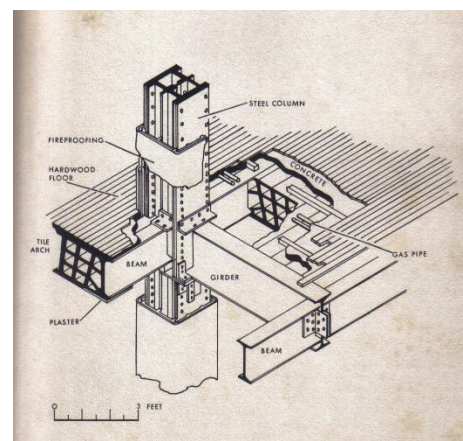 STEEL COLUMN
FIREPROOFING
HARDWOOD
FLOOR
CONCRETE
TILE
ARCH
BEAM
GIRDER
GAS PIPE
PLASTER
BEAM
0 3 FEET